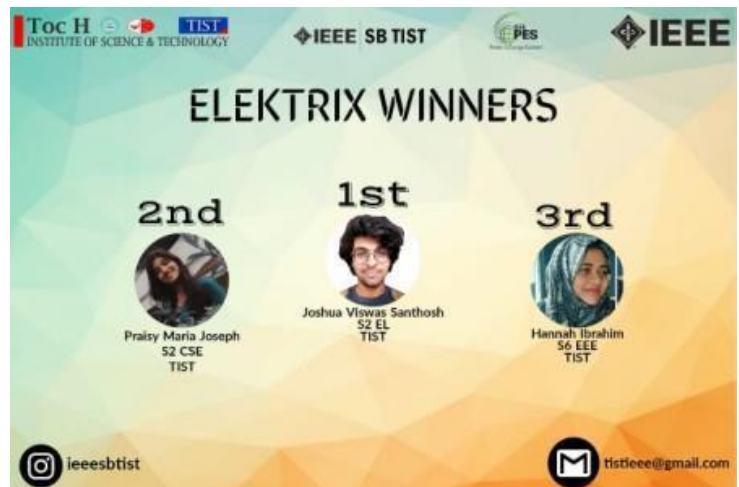 Toc H TIST
INSTITUTE OF SCIENCE & TECHNOLOGY
IEEE SB TIST
PES
IEEE
ELEKTRIX WINNERS
1st
2nd
3rd
Joshua Viswas Santhosh
S2 EL
TIST
Praisy Maria Joseph
S2 CSE
TIST
Hannah Ibrahim
S6 EEE
TIST
ieeesbtist
tistieee@gmail.com